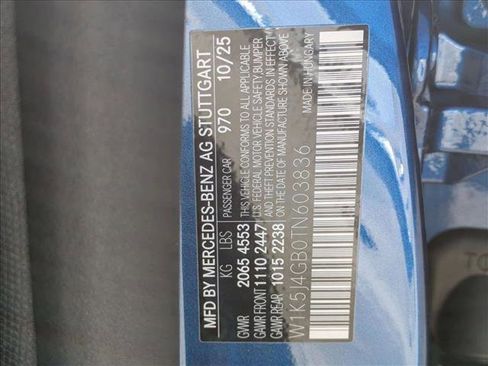 MFD BY MERCEDES-BENZ AG STUTTGART
PASSENGER CAR 970 10/25
KG LBS
GVWR 2065 4553
GAWR FRONT 1110 2447
GAWR REAR 1015 2238
THIS VEHICLE CONFORMS TO ALL APPLICABLE
U.S. FEDERAL MOTOR VEHICLE SAFETY, BUMPER
AND THEFT PREVENTION STANDARDS IN EFFECT
ON THE DATE OF MANUFACTURE SHOWN ABOVE
W1K5J4GB0TN603836
MADE IN HUNGARY